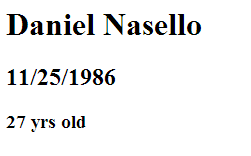 Daniel Nasello
11/25/1986
27 yrs old